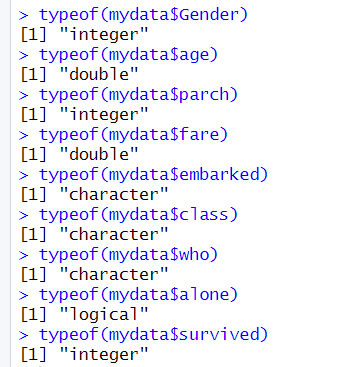 > typeof(mydata$Gender)
[1] "integer"
> typeof(mydata$age)
[1] "double"
> typeof(mydata$parch)
[1] "integer"
> typeof(mydata$fare)
[1] "double"
> typeof(mydata$embarked)
[1] "character"
> typeof(mydata$class)
[1] "character"
> typeof(mydata$who)
[1] "character"
> typeof(mydata$alone)
[1] "logical"
> typeof(mydata$survived)
[1] "integer"